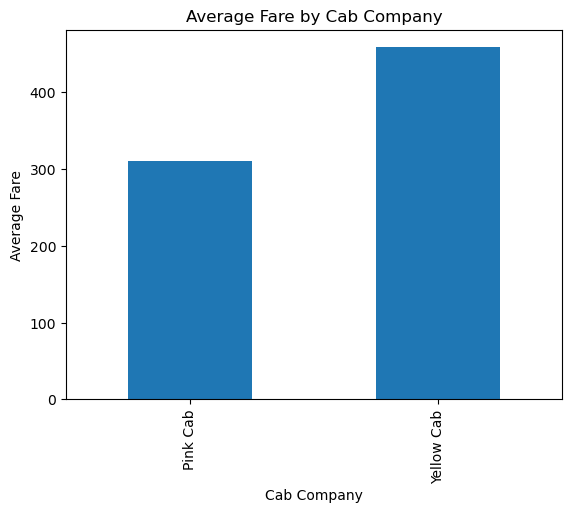 Average Fare by Cab Company
Average Fare
400
300
200
100
0
Pink Cab
Yellow Cab
Cab Company